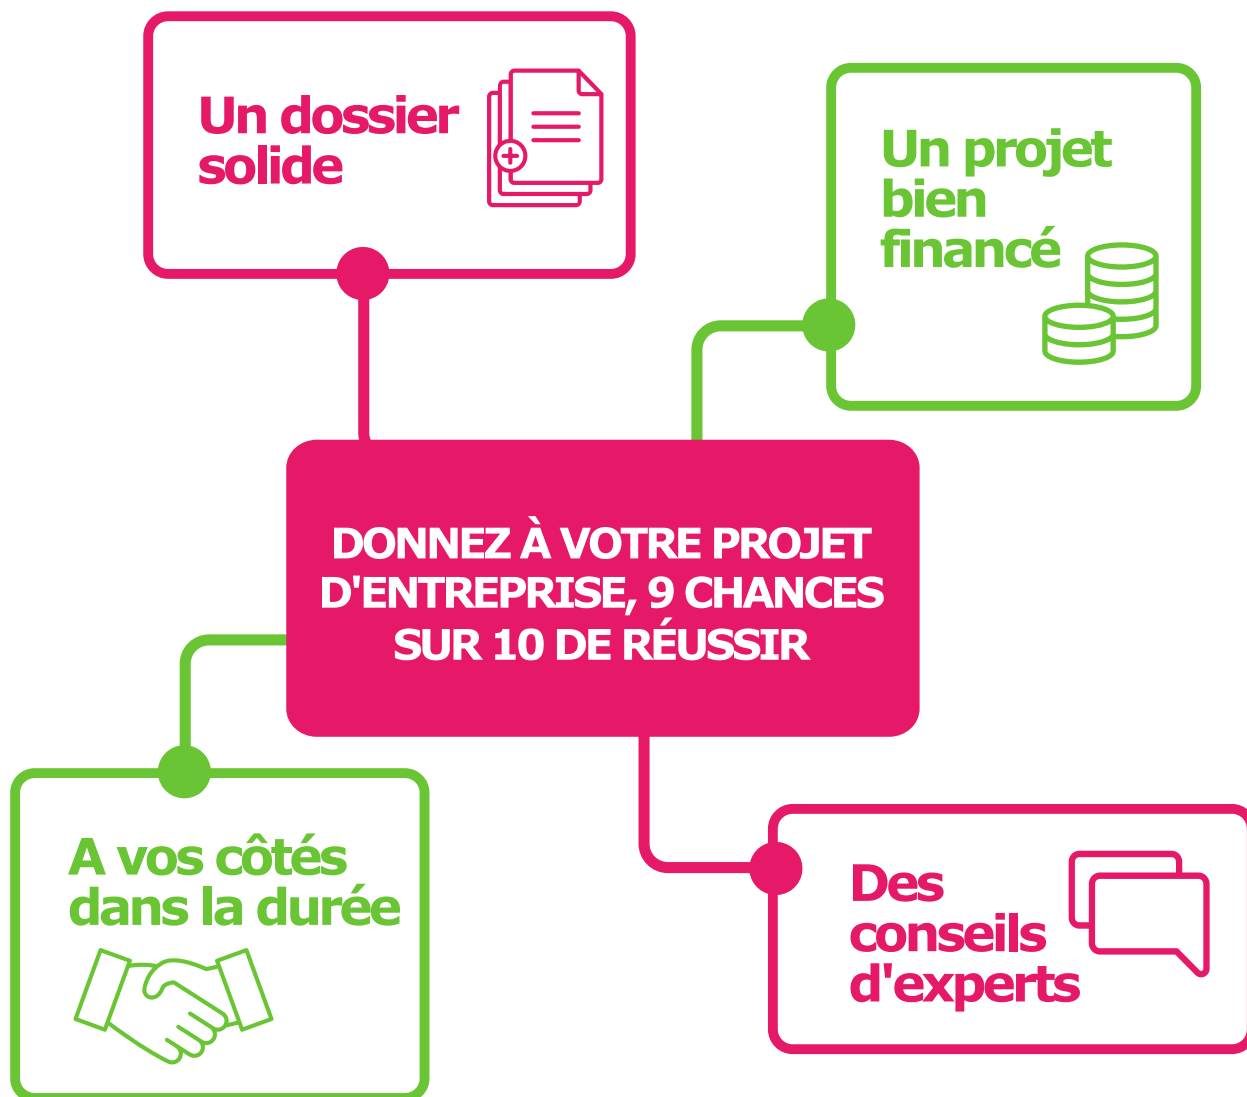 Un dossier
solide
Un projet
bien
financé
DONNEZ À VOTRE PROJET
D'ENTREPRISE, 9 CHANCES
SUR 10 DE RÉUSSIR
A vos côtés
dans la durée
Des
conseils
d'experts